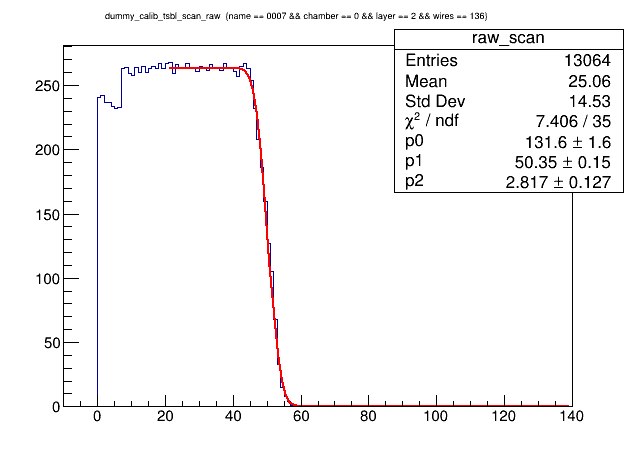 dummy_calib_tsbl_scan_raw (name == 0007 && chamber == 0 && layer == 2 && wires == 136)
raw_scan
Entries 13064
Mean 25.06
Std Dev 14.53
χ² / ndf 7.406 / 35
p0 131.6 ± 1.6
p1 50.35 ± 0.15
p2 2.817 ± 0.127
250
200
150
100
50
0
0 20 40 60 80 100 120 140